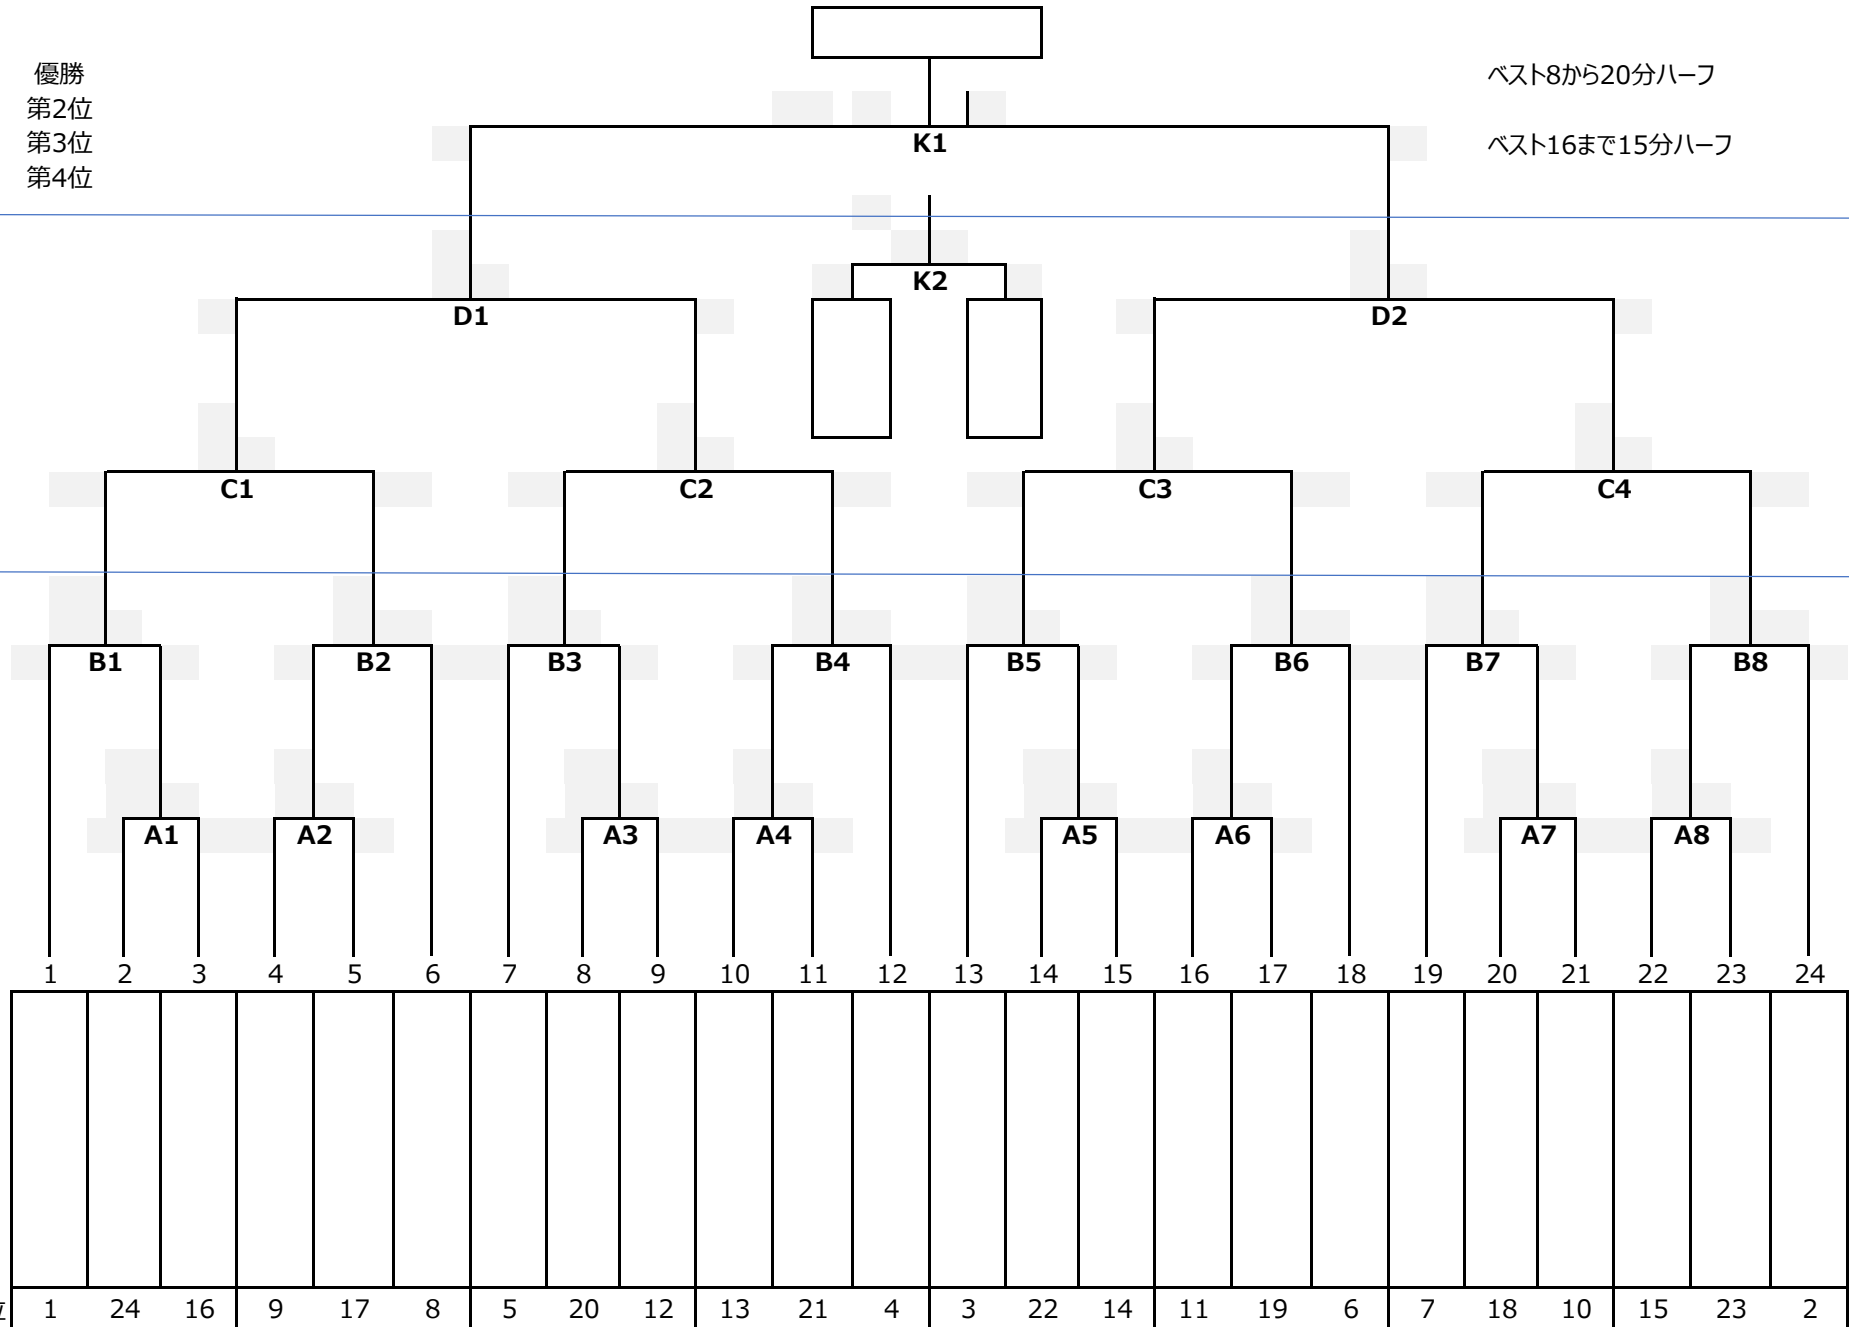 優勝
ベスト8から20分ハーフ
第2位
第3位
K1
ベスト16まで15分ハーフ
第4位
K2
D1
D2
C1 C2 C3 C4
B1 B2 B3 B4 B5 B6 B7 B8
A1 A2 A3 A4 A5 A6 A7 A8
1 2 3 4 5 6 7 8 9 10 11 12 13 14 15 16 17 18 19 20 21 22 23 24
1 24 16 9 17 8 5 20 12 13 21 4 3 22 14 11 19 6 7 18 10 15 23 2